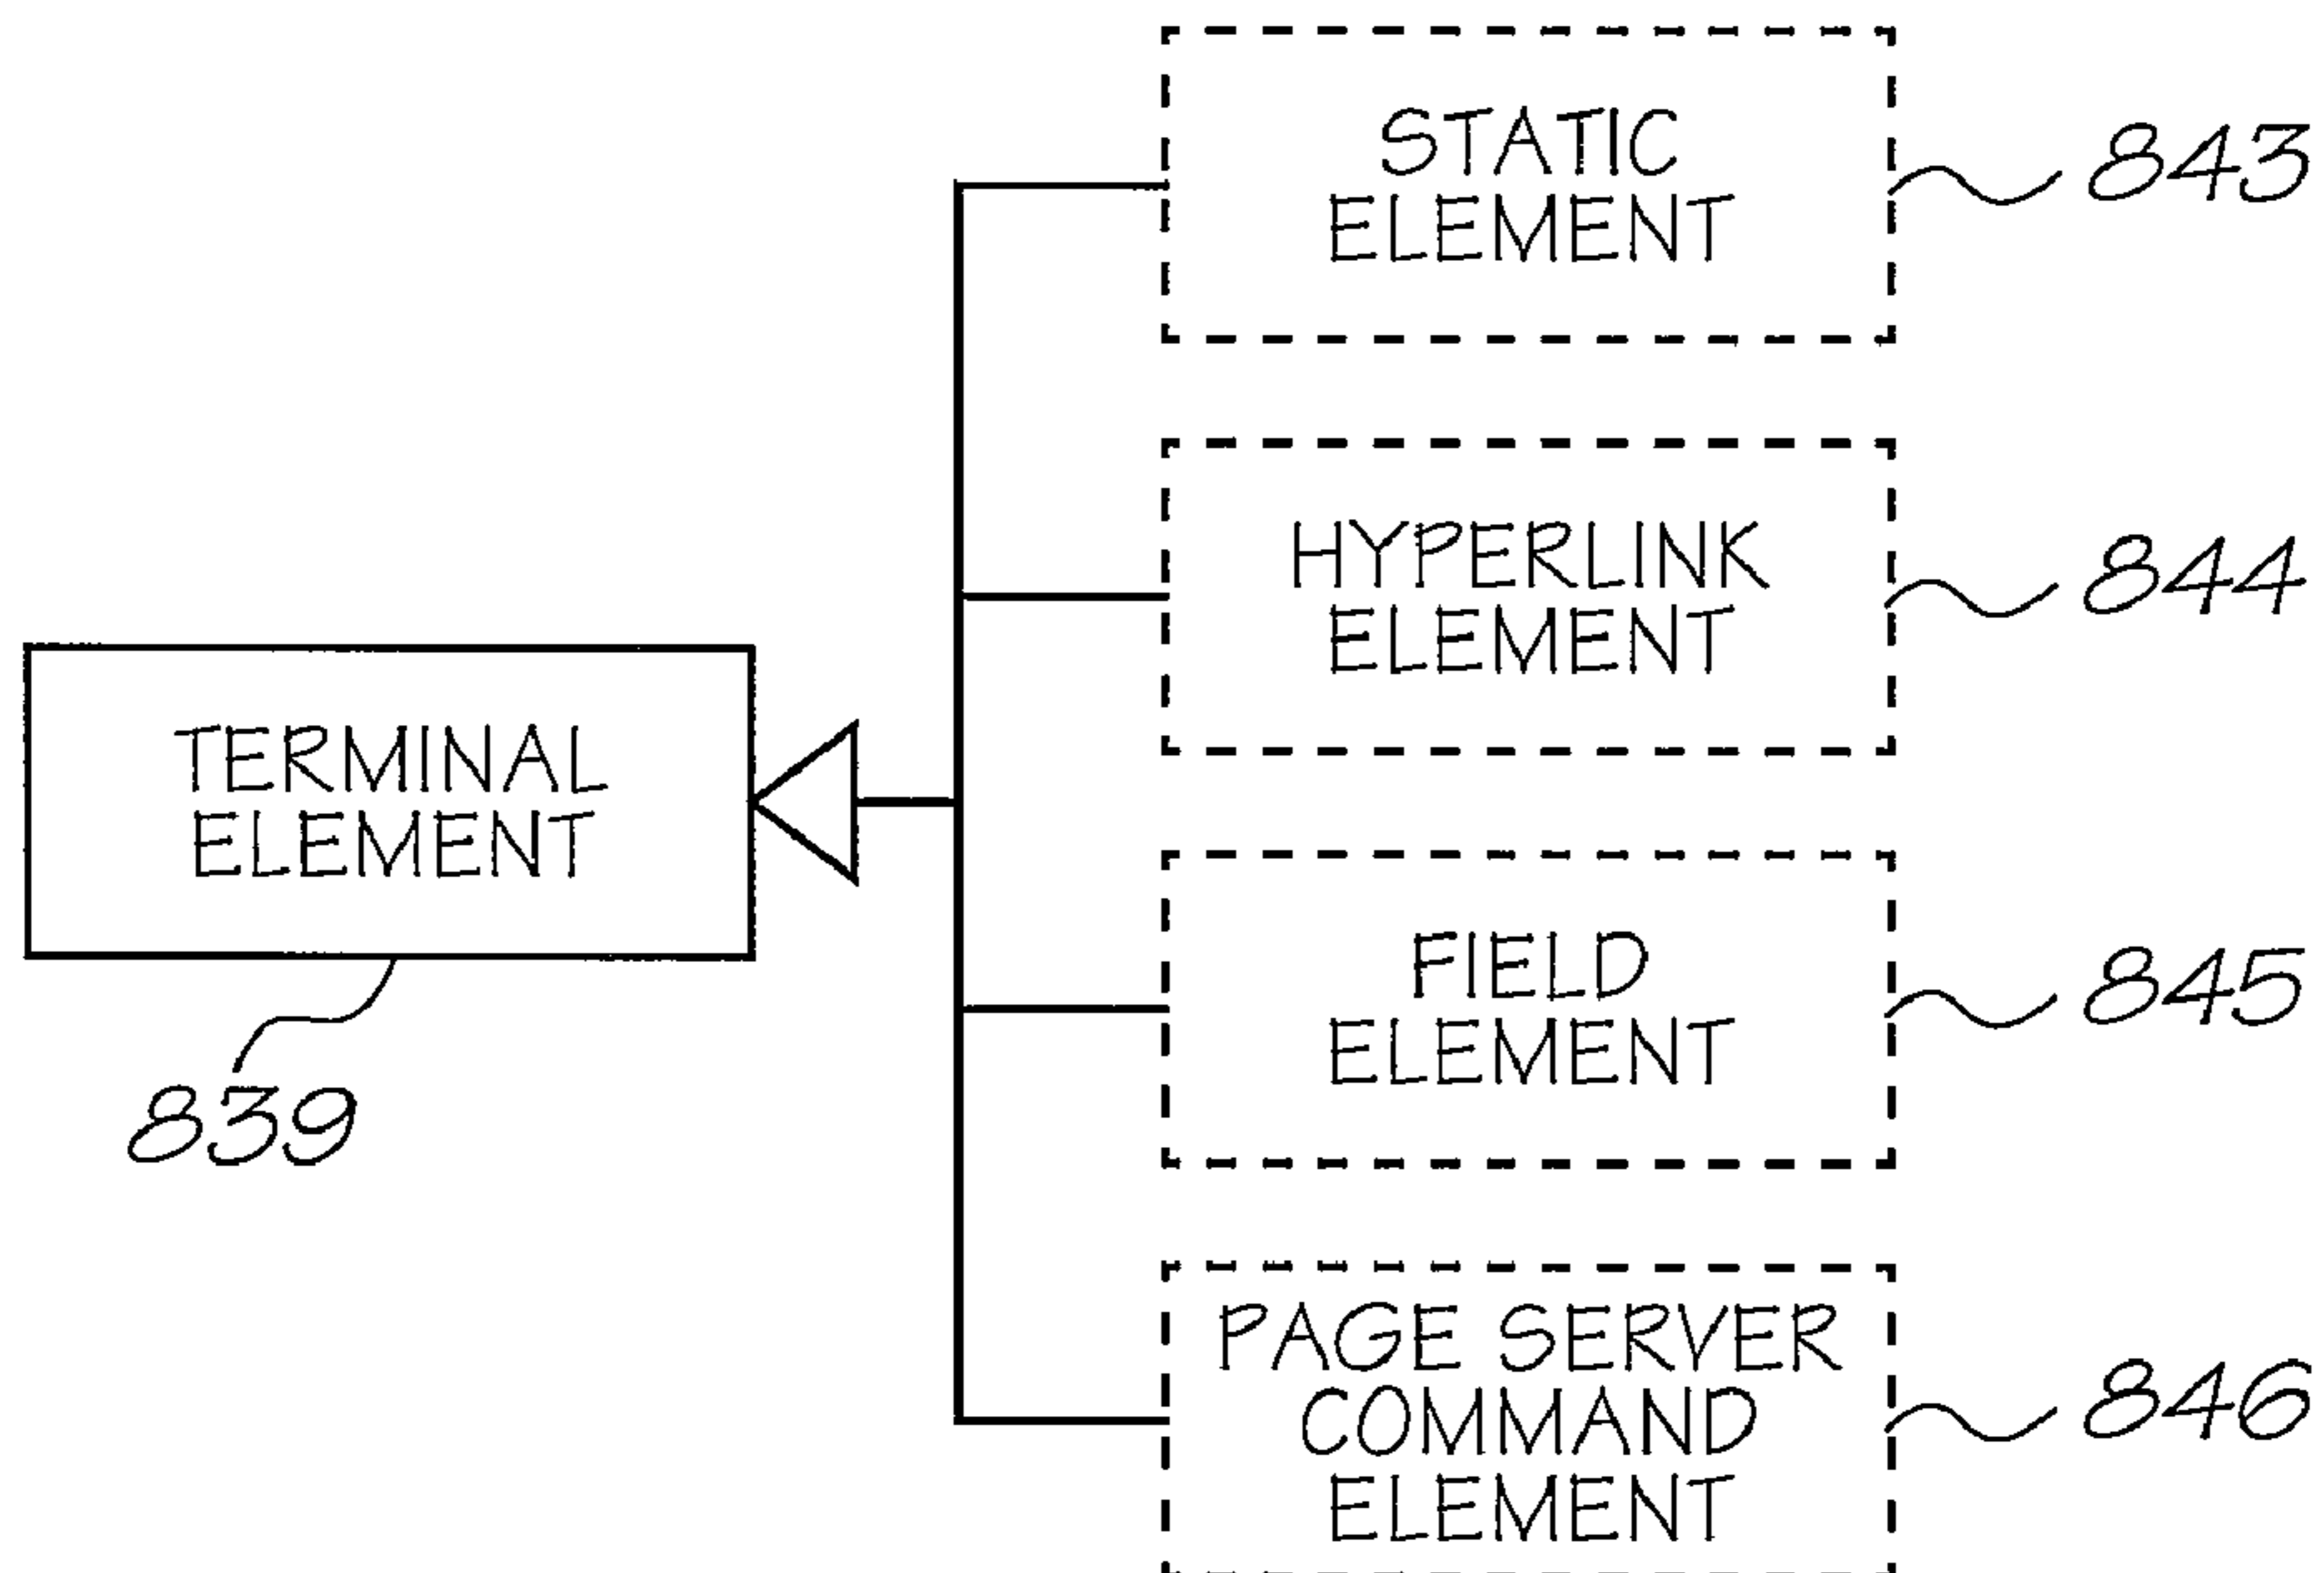 STATIC
ELEMENT
843
HYPERLINK
ELEMENT
844
TERMINAL
ELEMENT
839
FIELD
ELEMENT
845
PAGE SERVER
COMMAND
ELEMENT
846